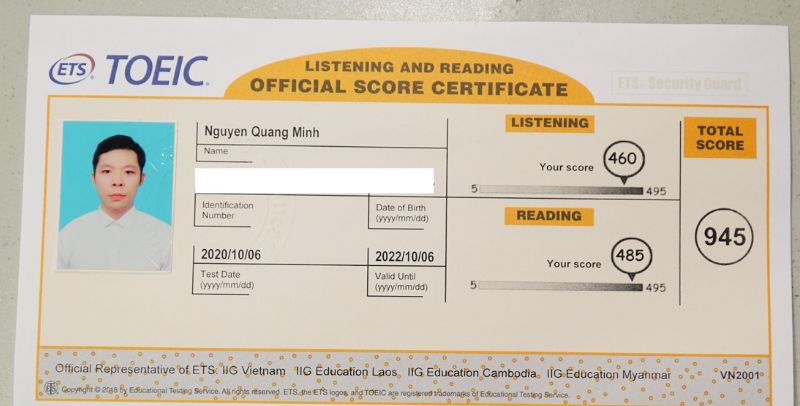 ETS TOEIC
LISTENING AND READING
OFFICIAL SCORE CERTIFICATE
ETS Security Guard
Nguyen Quang Minh
Name
Identification
Number
Date of Birth
(yyyy/mm/dd)
2020/10/06
Test Date
(yyyy/mm/dd)
2022/10/06
Valid Until
(yyyy/mm/dd)
LISTENING
Your score
460
5
495
READING
Your score
485
5
495
TOTAL
SCORE
945
Official Representative of ETS: IIG Vietnam IIG Education Laos IIG Education Cambodia IIG Education Myanmar VN2001
Copyright © 2018 by Educational Testing Service. All rights reserved. ETS, the ETS logos, and TOEIC are registered trademarks of Educational Testing Service.